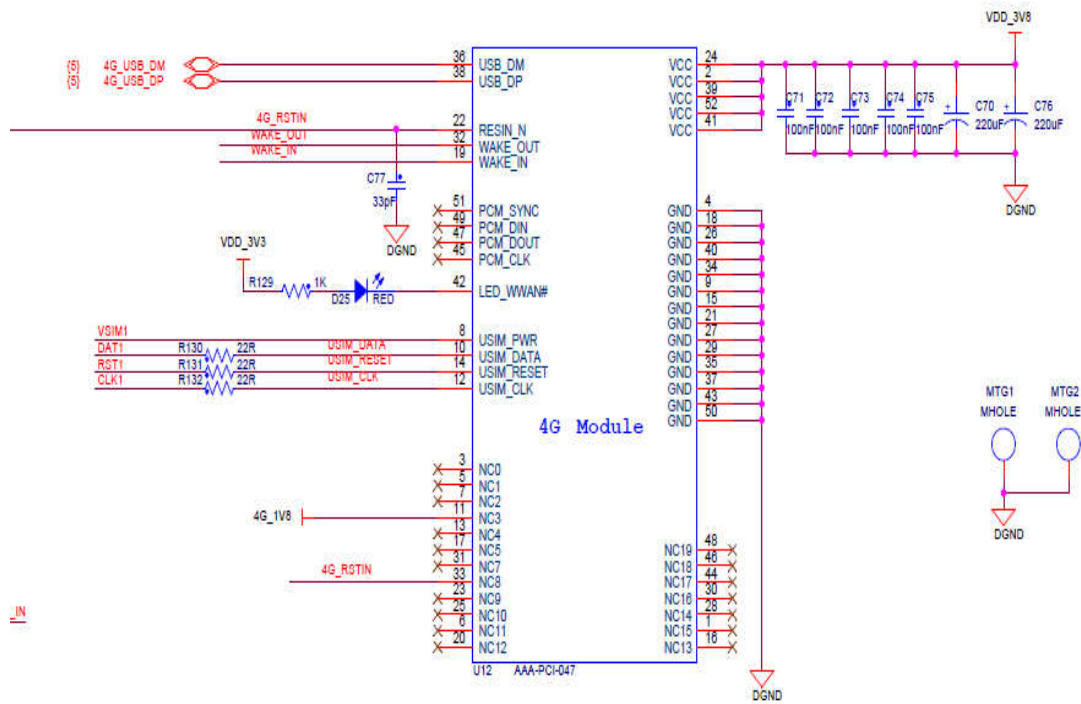 VDD_3V8
{5} 4G_USB_DM 36 USB_DM VCC 24
{5} 4G_USB_DP 38 USB_DP VCC 2
VCC 39
VCC 52
4G_RSTIN 22 RESIN_N VCC 41
WAKE_OUT 32 WAKE_OUT
WAKE_IN 19 WAKE_IN
C71 C72 C73 C74 C75 C70 C76
100nF 100nF 100nF 100nF 100nF 220uF 220uF
+ +
DGND
C77
33pF
DGND
51 PCM_SYNC GND 4
49 PCM_DIN GND 18
47 PCM_DOUT GND 26
45 PCM_CLK GND 40
GND 34
VDD_3V3
R129 1K D25 RED 42 LED_WWAN# GND 9
GND 15
GND 21
VSIM1 8 USIM_PWR GND 27
DAT1 R130 22R USIM_DATA 10 USIM_DATA GND 29
RST1 R131 22R USIM_RESET 14 USIM_RESET GND 35
CLK1 R132 22R USIM_CLK 12 USIM_CLK GND 37
GND 43
GND 50
4G Module
MTG1 MTG2
MHOLE MHOLE
DGND
3 NC0
5 NC1
7 NC2
4G_1V8 11 NC3
13 NC4
17 NC5 NC19 48
31 NC7 NC18 46
4G_RSTIN 33 NC8 NC17 44
23 NC9 NC16 30
_IN 25 NC10 NC14 28
6 NC11 NC15 1
20 NC12 NC13 16
U12 AAA-PCI-047
DGND